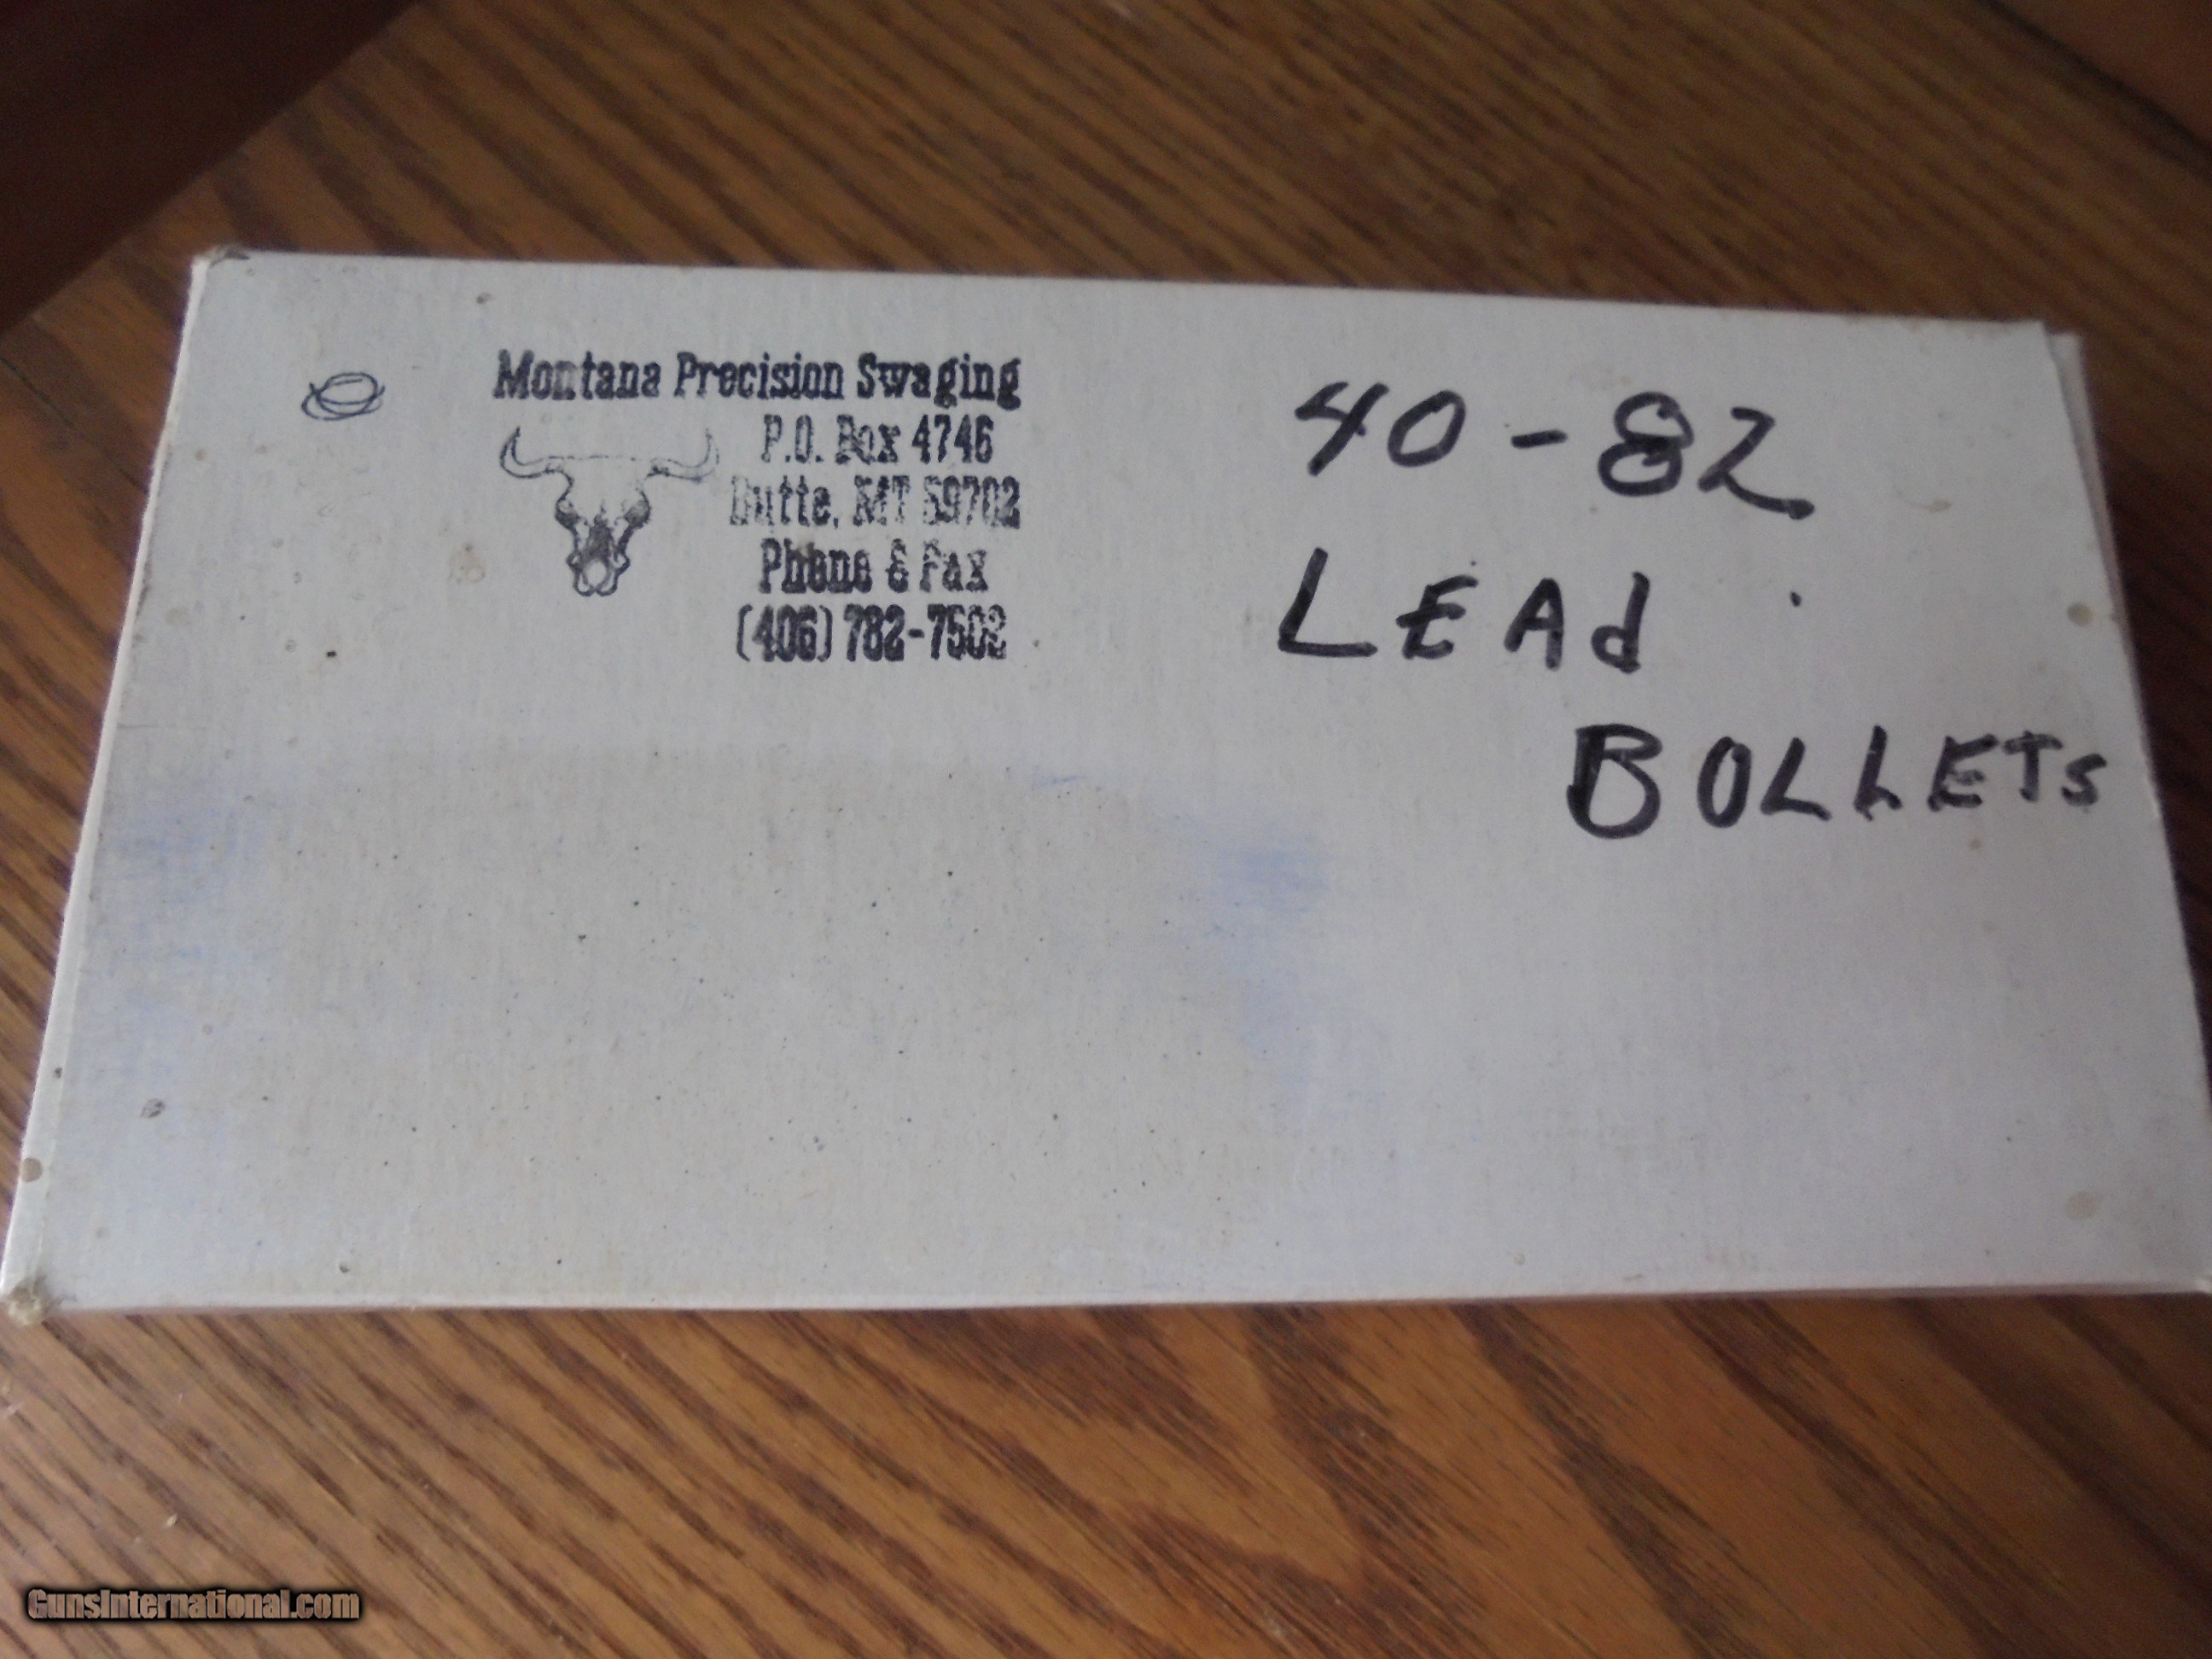 Montana Precision Swaging
P.O. Box 4746
Butte, MT 59702
Phone & Fax
(406) 782-7502
40-82
LEAd
BOLLETs
GunsInternational.com